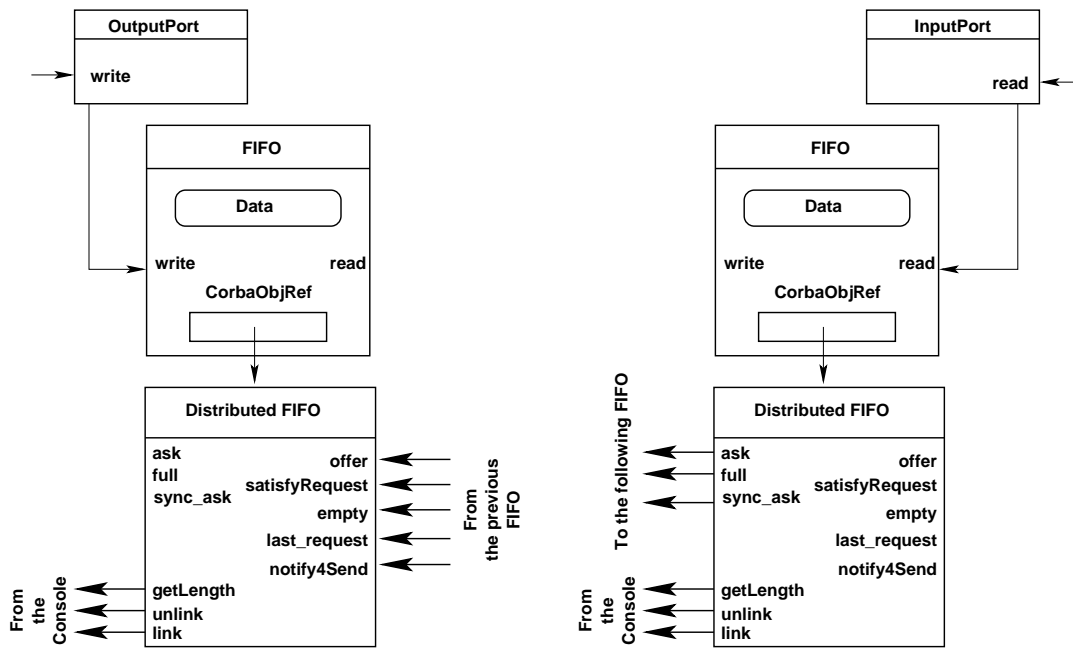 OutputPort
write
FIFO
Data
write
read
CorbaObjRef
Distributed FIFO
ask
full
sync_ask
offer
satisfyRequest
empty
last_request
notify4Send
getLength
unlink
link
From
the previous
FIFO
From
the
Console
InputPort
read
FIFO
Data
write
read
CorbaObjRef
Distributed FIFO
ask
full
sync_ask
offer
satisfyRequest
empty
last_request
notify4Send
getLength
unlink
link
To the following FIFO
From
the
Console